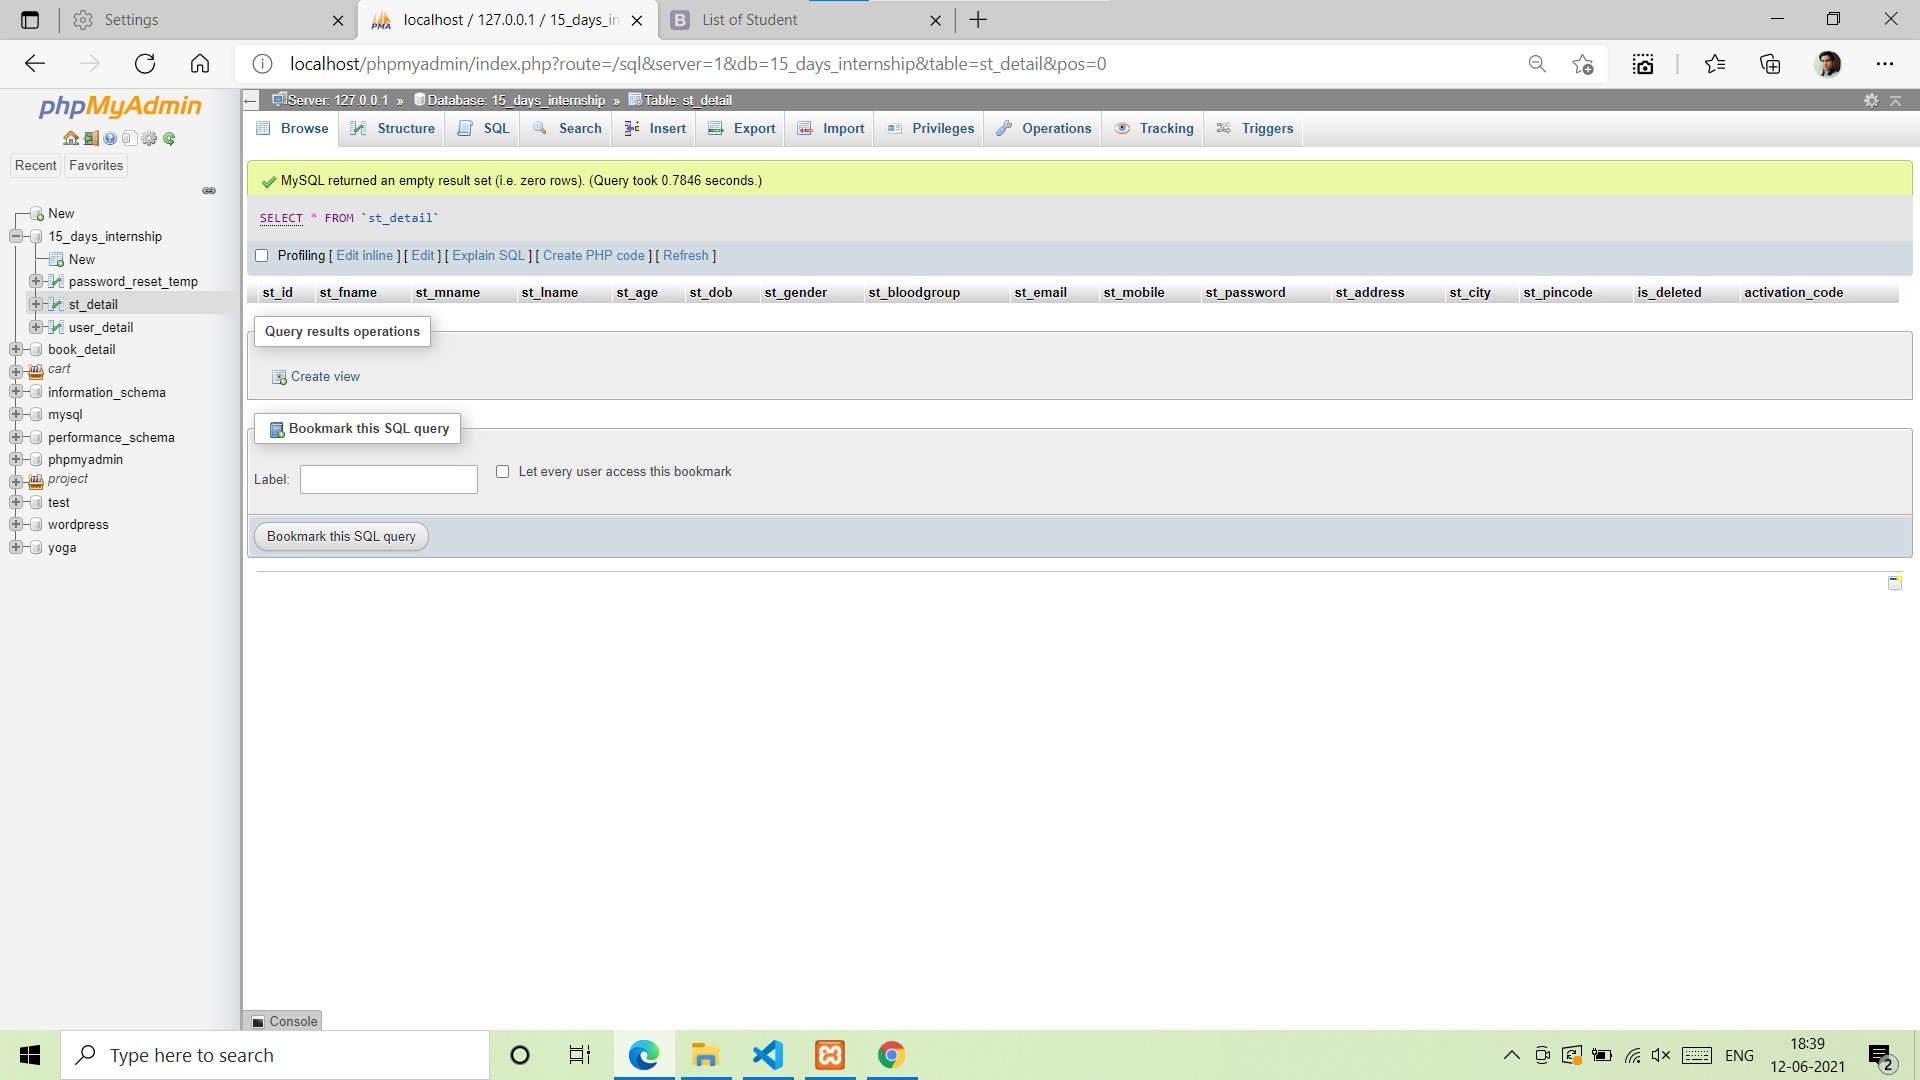 Settings
localhost / 127.0.0.1 / 15_days_in
B List of Student
localhost/phpmyadmin/index.php?route=/sql&server=1&db=15_days_internship&table=st_detail&pos=0
phpMyAdmin
Recent Favorites
New
15_days_internship
New
password_reset_temp
st_detail
user_detail
book_detail
cart
information_schema
mysql
performance_schema
phpmyadmin
project
test
wordpress
yoga
Server: 127.0.0.1 » Database: 15_days_internship » Table: st_detail
Browse Structure SQL Search Insert Export Import Privileges Operations Tracking Triggers
MySQL returned an empty result set (i.e. zero rows). (Query took 0.7846 seconds.)
SELECT * FROM `st_detail`
Profiling [ Edit inline ] [ Edit ] [ Explain SQL ] [ Create PHP code ] [ Refresh ]
st_id st_fname st_mname st_lname st_age st_dob st_gender st_bloodgroup st_email st_mobile st_password st_address st_city st_pincode is_deleted activation_code
Query results operations
Create view
Bookmark this SQL query
Label:
Let every user access this bookmark
Bookmark this SQL query
Console
Type here to search
ENG
18:39
12-06-2021
2